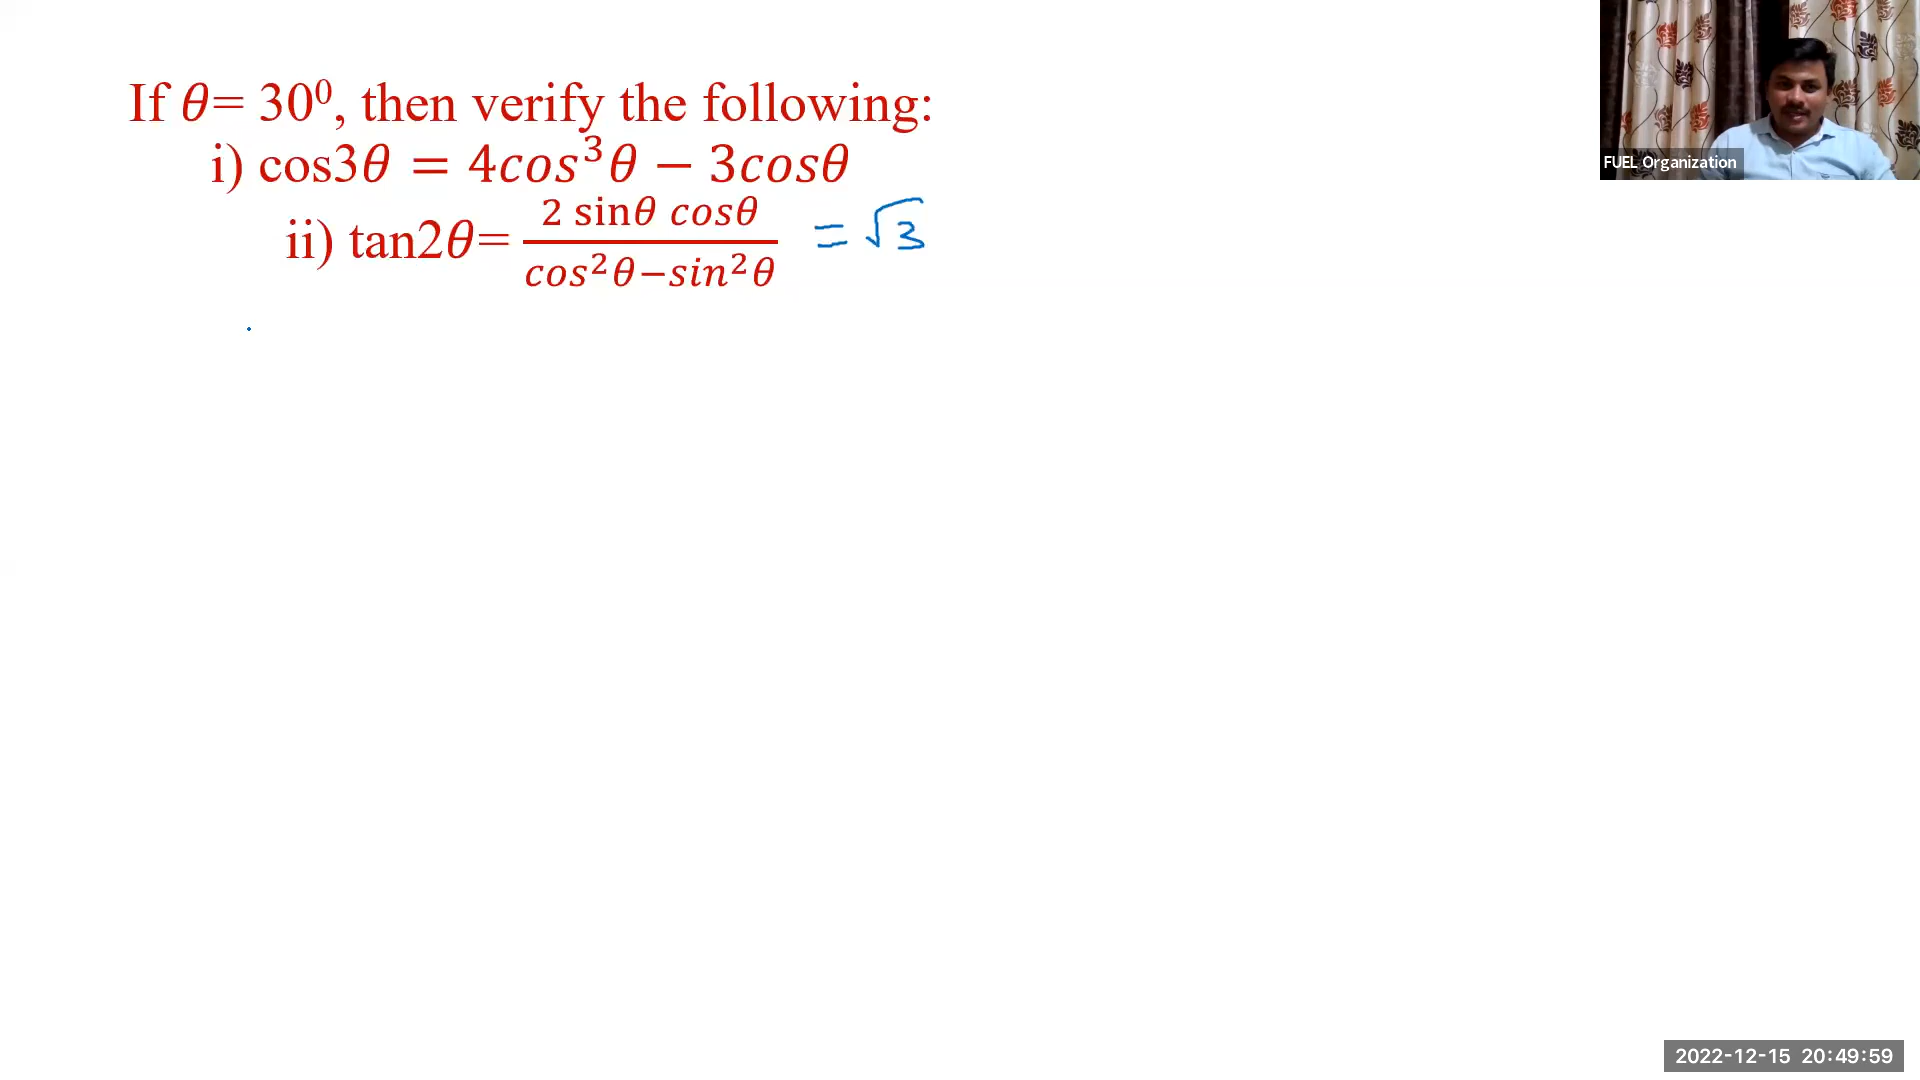 If θ= 30⁰, then verify the following:
i) cos3θ = 4cos³θ − 3cosθ
ii) tan2θ= 2 sinθ cosθ / cos²θ−sin²θ = √3
FUEL Organization
2022-12-15 20:49:59